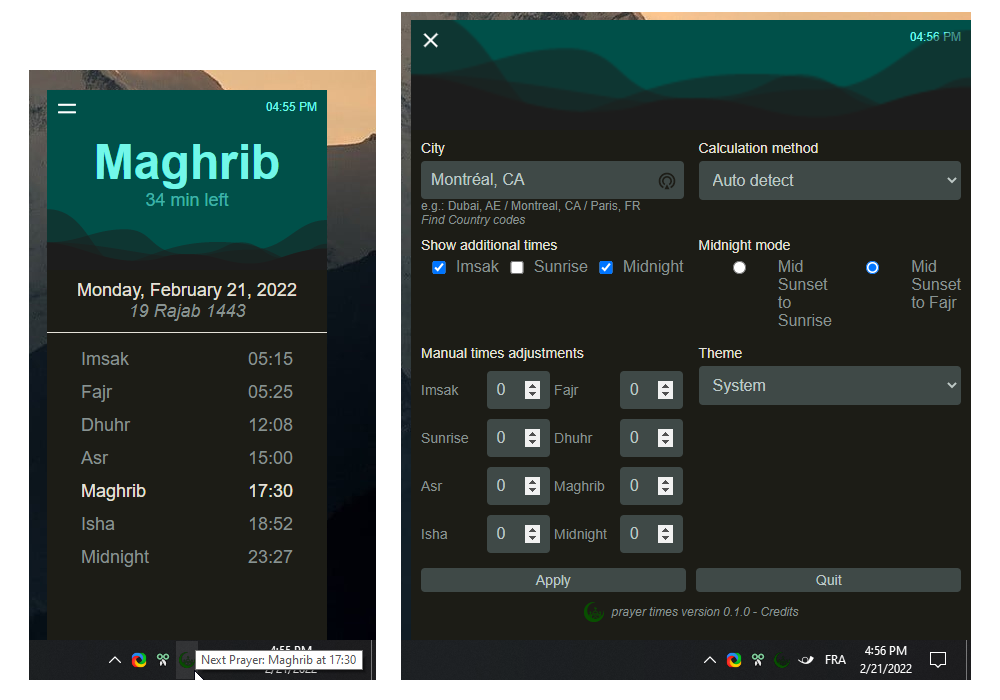 04:55 PM
Maghrib
34 min left
Monday, February 21, 2022
19 Rajab 1443
Imsak 05:15
Fajr 05:25
Dhuhr 12:08
Asr 15:00
Maghrib 17:30
Isha 18:52
Midnight 23:27
4:55 PM
Next Prayer: Maghrib at 17:30
2/21/2022
04:56 PM
City
Montréal, CA
e.g.: Dubai, AE / Montreal, CA / Paris, FR
Find Country codes
Calculation method
Auto detect
Show additional times
Imsak Sunrise Midnight
Midnight mode
Mid
Sunset
to
Sunrise
Mid
Sunset
to Fajr
Manual times adjustments
Imsak 0 Fajr 0
Sunrise 0 Dhuhr 0
Asr 0 Maghrib 0
Isha 0 Midnight 0
Theme
System
Apply Quit
prayer times version 0.1.0 - Credits
FRA
4:56 PM
2/21/2022